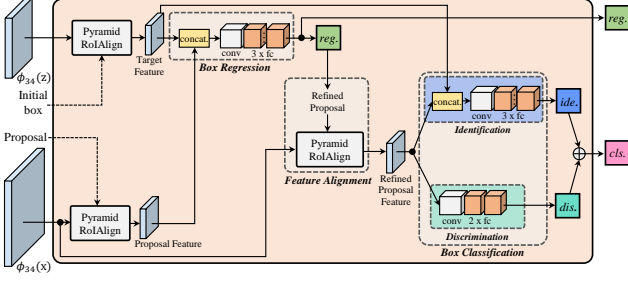 ϕ34(z)
Initial
box
Proposal
ϕ34(x)
Pyramid
RoIAlign
Target
Feature
concat.
conv
3 x fc
Box Regression
reg.
reg.
Refined
Proposal
Pyramid
RoIAlign
Feature Alignment
Refined
Proposal
Feature
Pyramid
RoIAlign
Proposal Feature
concat.
conv
3 x fc
Identification
ide.
conv
2 x fc
Discrimination
dis.
Box Classification
cls.